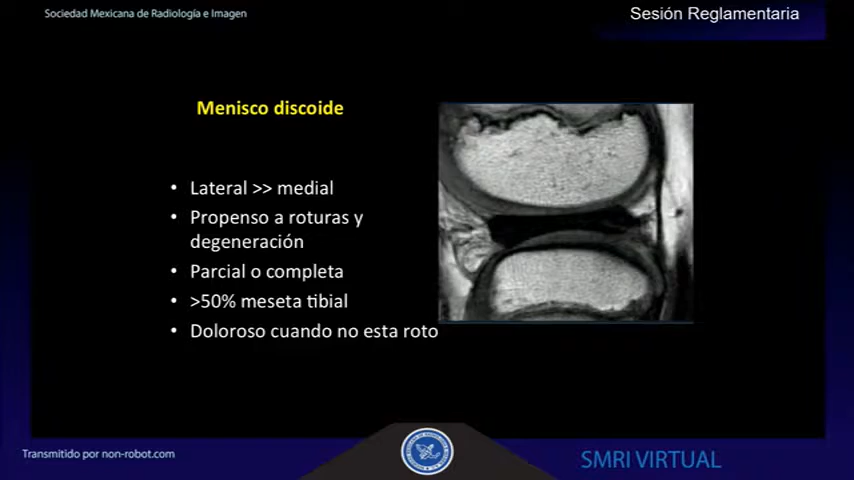 Sociedad Mexicana de Radiología e Imagen
Sesión Reglamentaria
Menisco discoide
• Lateral >> medial
• Propenso a roturas y
degeneración
• Parcial o completa
• >50% meseta tibial
• Doloroso cuando no esta roto
Transmitido por non-robot.com
SMRI VIRTUAL